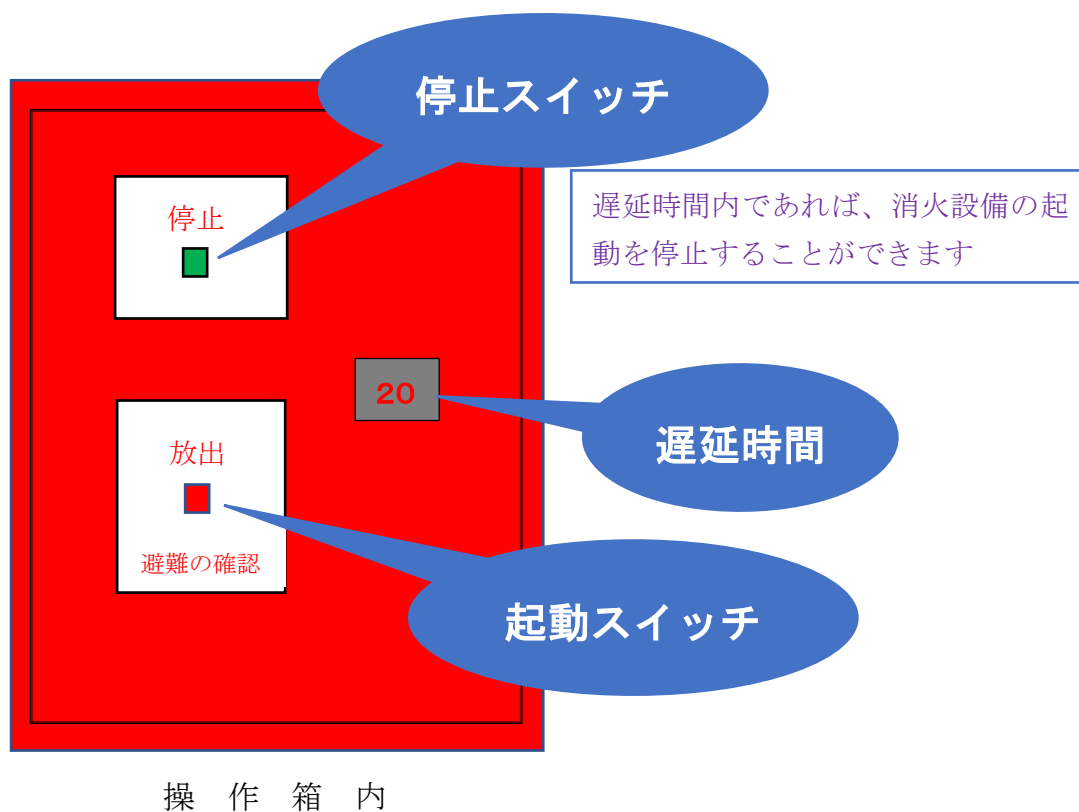 停止スイッチ
停止
遅延時間内であれば、消火設備の起
動を停止することができます
20
遅延時間
放出
避難の確認
起動スイッチ
操作箱内